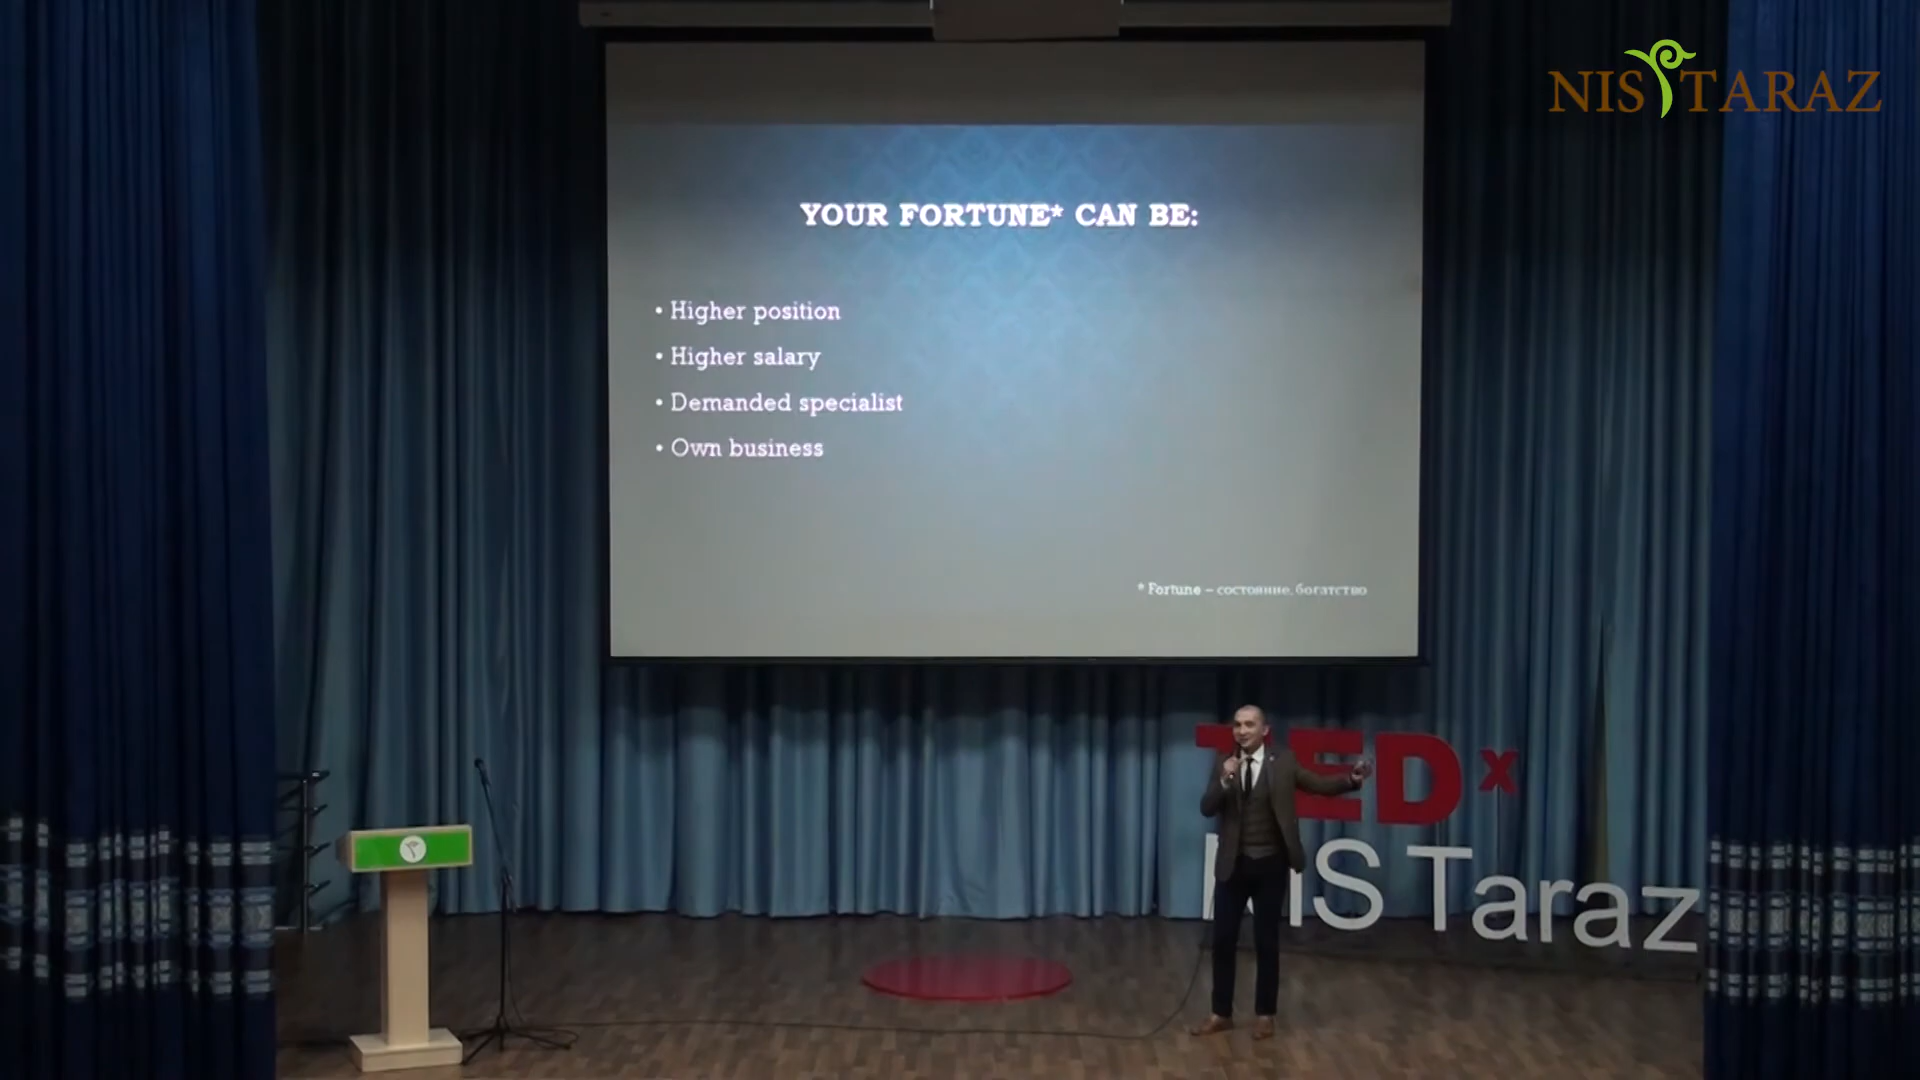 NIS TARAZ
YOUR FORTUNE* CAN BE:
• Higher position
• Higher salary
• Demanded specialist
• Own business
* Fortune – состояние, богатство
TEDx
NIS Taraz